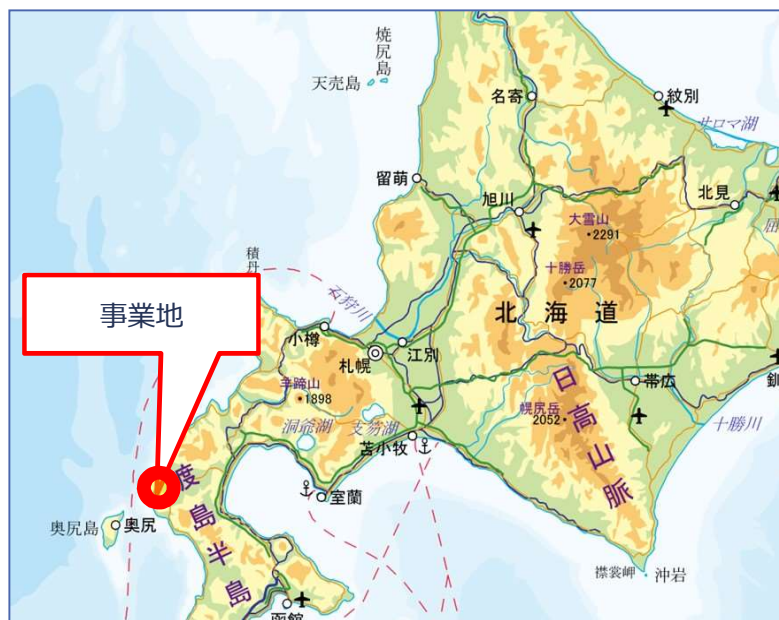 焼尻島
天売島
名寄
紋別
サロマ湖
留萌
旭川
北見
大雪山
・2291
積丹
十勝岳
・2077
事業地
石狩川
北海道
小樽
札幌
江別
帯広
釧
羊蹄山
・1898
日高山脈
幌尻岳
2052・
十勝川
洞爺湖
支笏湖
苫小牧
室蘭
渡島半島
奥尻島
奥尻
襟裳岬
沖岩
函館